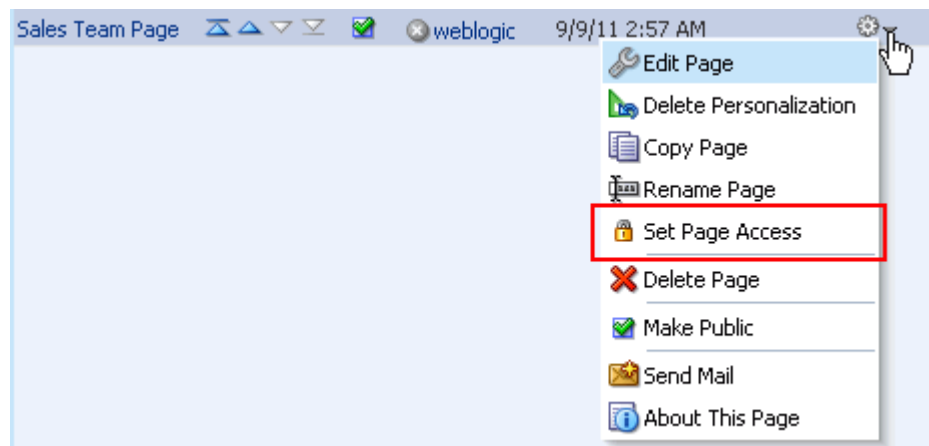 Sales Team Page weblogic 9/9/11 2:57 AM
Edit Page
Delete Personalization
Copy Page
Rename Page
Set Page Access
Delete Page
Make Public
Send Mail
About This Page